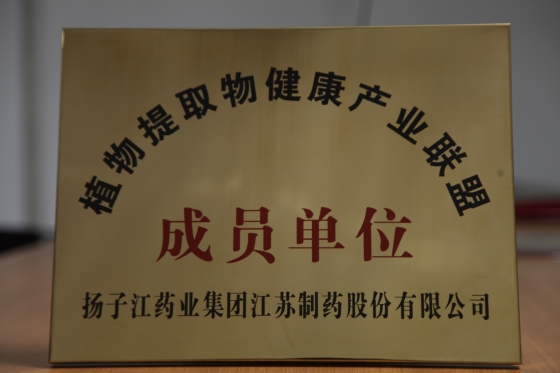 植物提取物健康产业联盟
成员单位
扬子江药业集团江苏制药股份有限公司